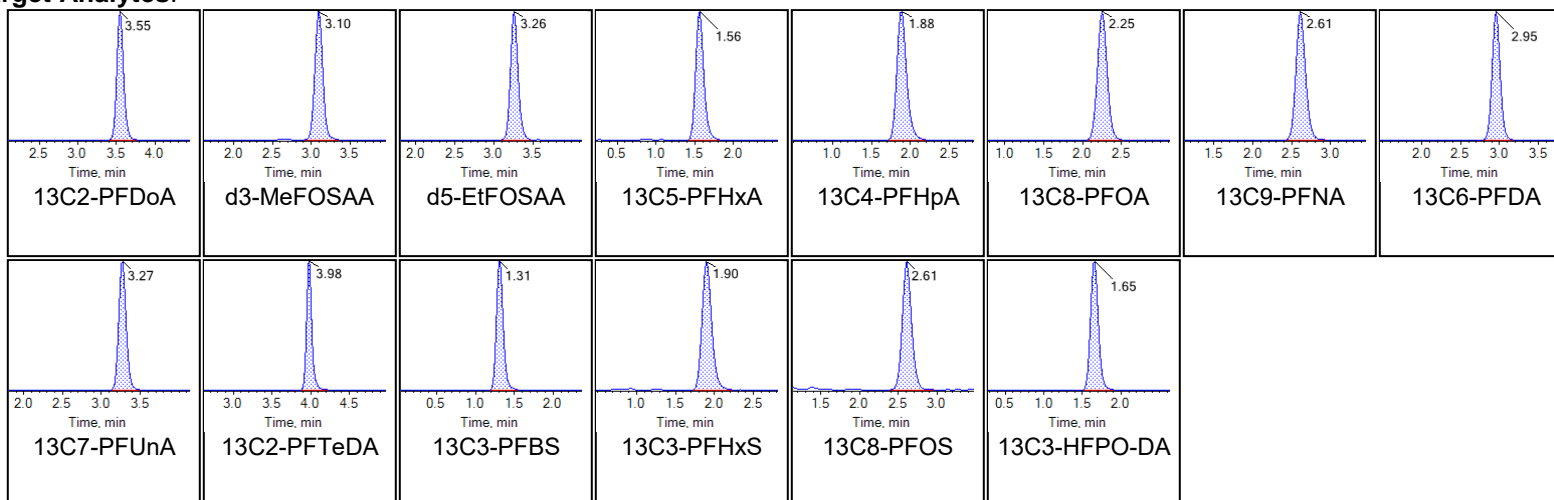 rget Analytes:
3.55 3.10 3.26 1.56 1.88 2.25 2.61 2.95
2.5 3.0 3.5 4.0 2.0 2.5 3.0 3.5 2.0 2.5 3.0 3.5 0.5 1.0 1.5 2.0 1.0 1.5 2.0 2.5 1.0 1.5 2.0 2.5 1.5 2.0 2.5 3.0 2.0 2.5 3.0 3.5
Time, min Time, min Time, min Time, min Time, min Time, min Time, min Time, min
13C2-PFDoA d3-MeFOSAA d5-EtFOSAA 13C5-PFHxA 13C4-PFHpA 13C8-PFOA 13C9-PFNA 13C6-PFDA
3.27 3.98 1.31 1.90 2.61 1.65
2.0 2.5 3.0 3.5 3.0 3.5 4.0 4.5 0.5 1.0 1.5 2.0 1.0 1.5 2.0 2.5 1.5 2.0 2.5 3.0 0.5 1.0 1.5 2.0
Time, min Time, min Time, min Time, min Time, min Time, min
13C7-PFUnA 13C2-PFTeDA 13C3-PFBS 13C3-PFHxS 13C8-PFOS 13C3-HFPO-DA